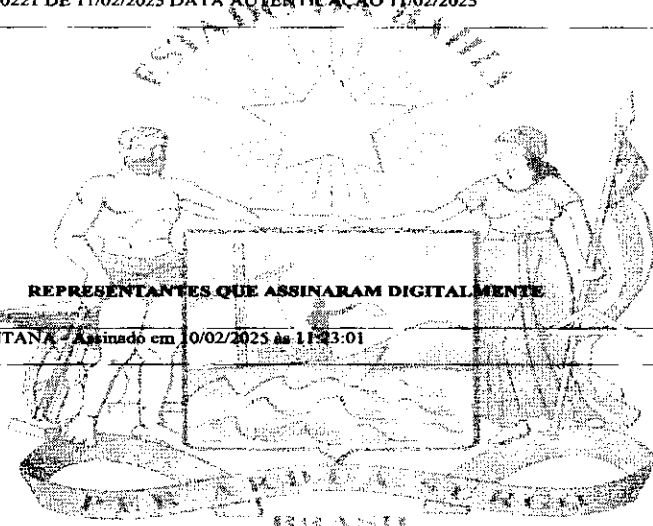 0221 DE 11/02/2025 DATA AUTENTICAÇÃO 11/02/2025
REPRESENTANTES QUE ASSINARAM DIGITALMENTE
TANA - Assinado em 10/02/2025 às 11:23:01